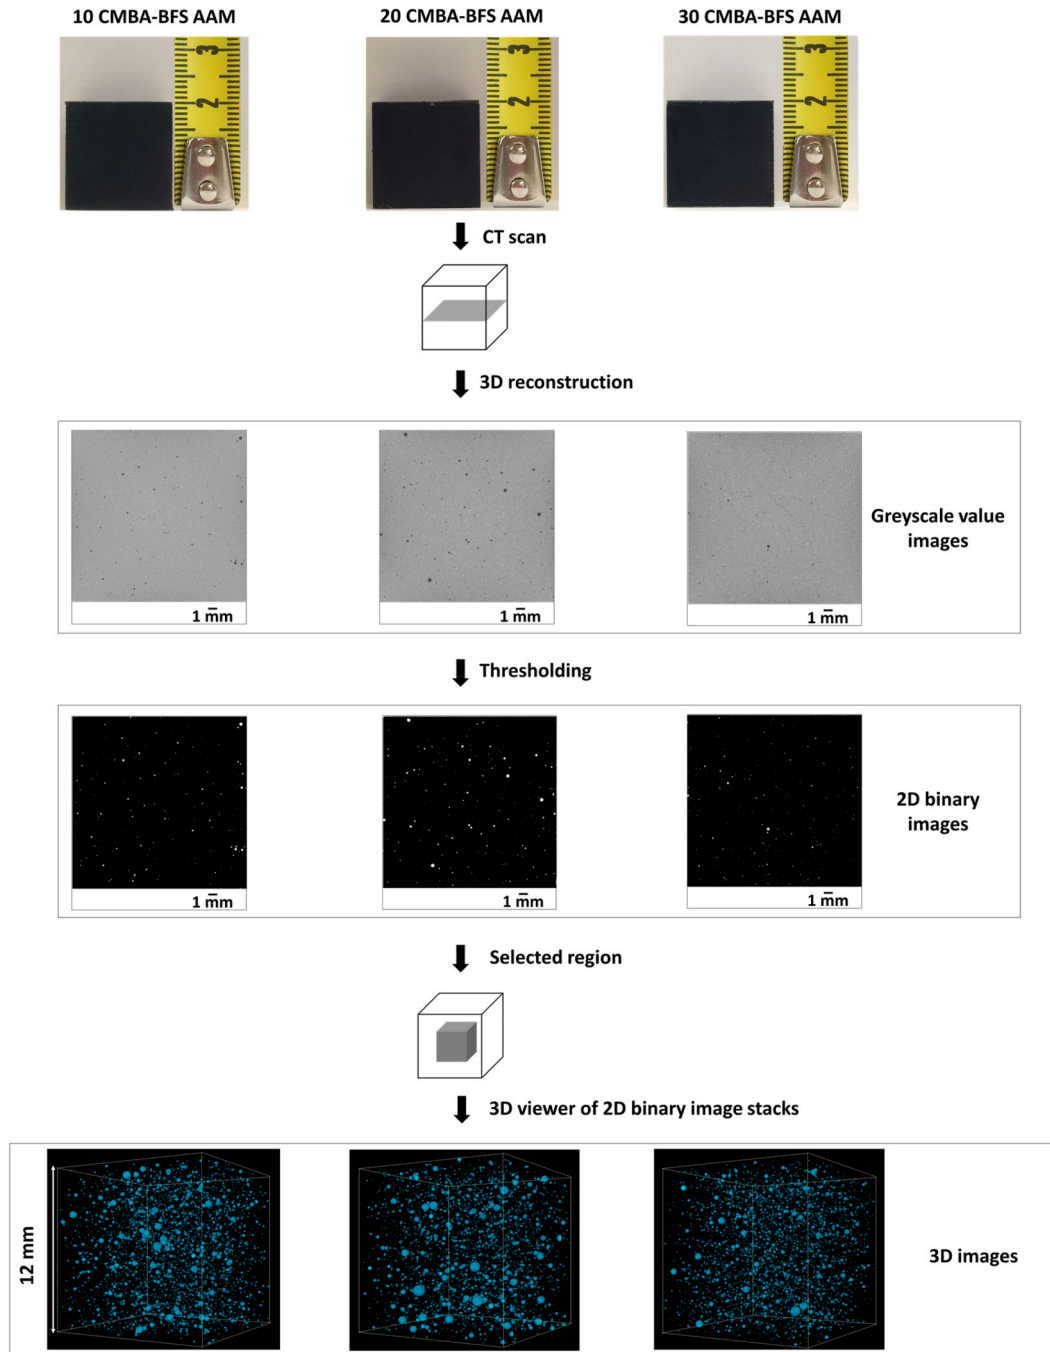 10 CMBA-BFS AAM
20 CMBA-BFS AAM
30 CMBA-BFS AAM
3
2
3
2
3
2
CT scan
3D reconstruction
Greyscale value
images
1 mm
1 mm
1 mm
Thresholding
2D binary
images
1 mm
1 mm
1 mm
Selected region
3D viewer of 2D binary image stacks
12 mm
3D images